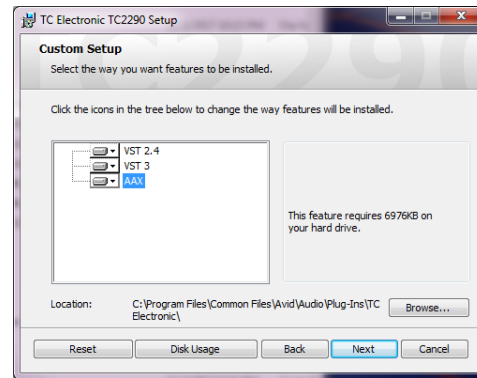 TC Electronic TC2290 Setup
Custom Setup
Select the way you want features to be installed.
TC2290
Click the icons in the tree below to change the way features will be installed.
VST 2.4
VST 3
AAX
This feature requires 6976KB on
your hard drive.
Location:
C:\Program Files\Common Files\Avid\Audio\Plug-Ins\TC
Electronic\
Browse...
Reset
Disk Usage
Back
Next
Cancel